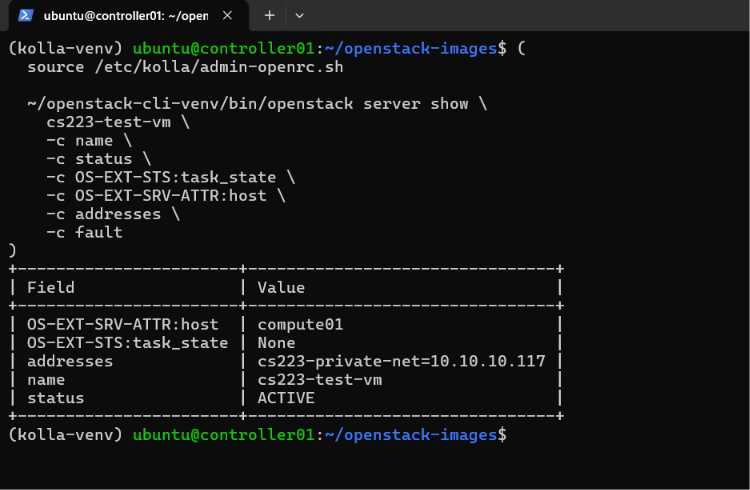 ubuntu@controller01: ~/open
(kolla-venv) ubuntu@controller01:~/openstack-images$ (
  source /etc/kolla/admin-openrc.sh

  ~/openstack-cli-venv/bin/openstack server show \
    cs223-test-vm \
    -c name \
    -c status \
    -c OS-EXT-STS:task_state \
    -c OS-EXT-SRV-ATTR:host \
    -c addresses \
    -c fault
)
+-----------------------+--------------------------------+
| Field                 | Value                          |
+-----------------------+--------------------------------+
| OS-EXT-SRV-ATTR:host  | compute01                      |
| OS-EXT-STS:task_state | None                           |
| addresses             | cs223-private-net=10.10.10.117 |
| name                  | cs223-test-vm                  |
| status                | ACTIVE                         |
+-----------------------+--------------------------------+
(kolla-venv) ubuntu@controller01:~/openstack-images$